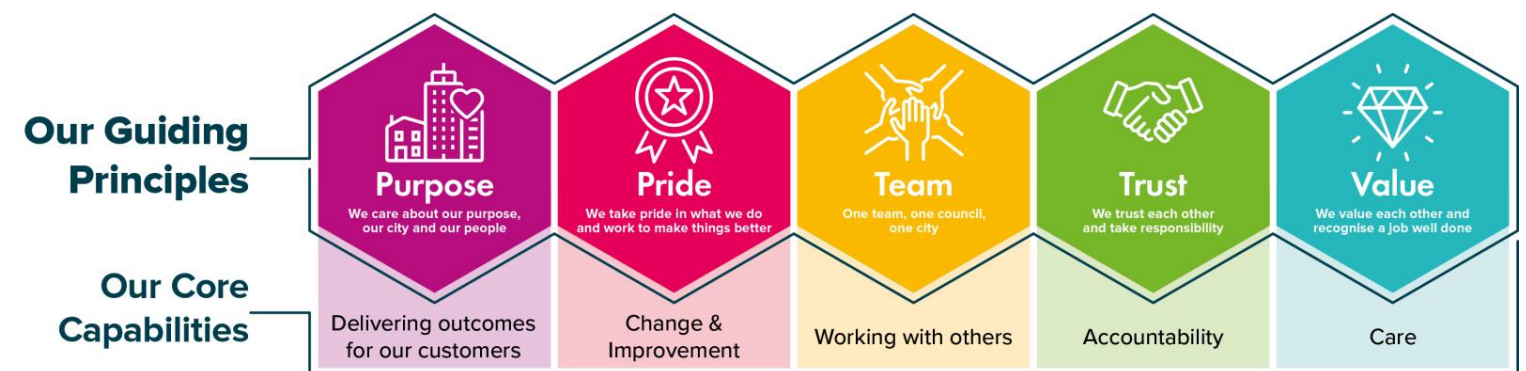 Our Guiding
Principles
Purpose
We care about our purpose,
our city and our people
Pride
We take pride in what we do
and work to make things better
Team
One team, one council,
one city
Trust
We trust each other
and take responsibility
Value
We value each other and
recognise a job well done
Our Core
Capabilities
Delivering outcomes
for our customers
Change &
Improvement
Working with others
Accountability
Care